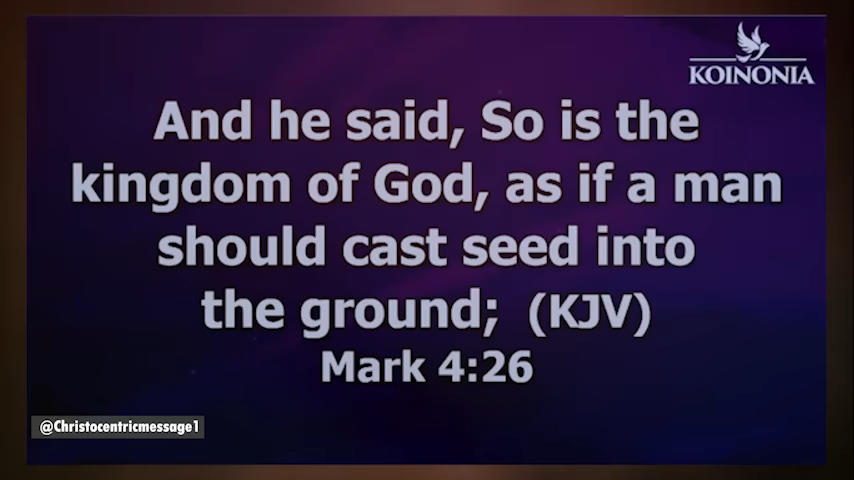 KOINONIA
And he said, So is the
kingdom of God, as if a man
should cast seed into
the ground; (KJV)
Mark 4:26
@Christocentricmessage1